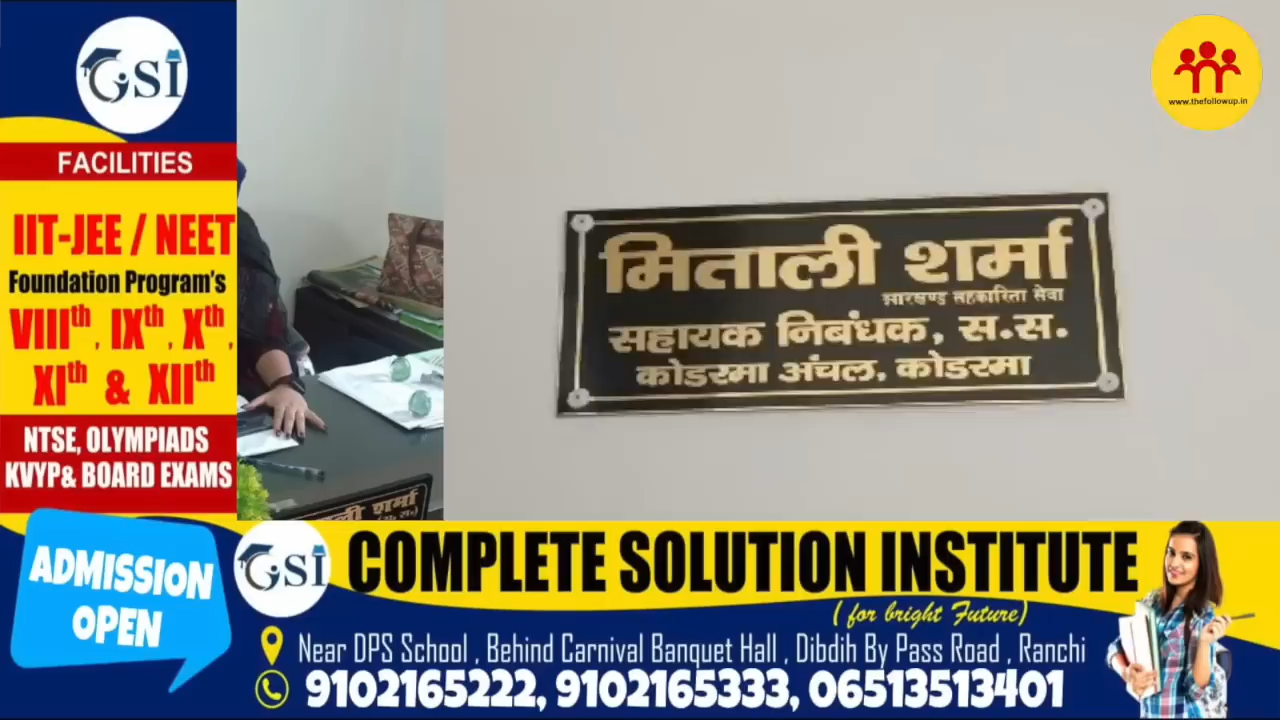 GSI
FACILITIES
IIT-JEE / NEET
Foundation Program's
VIIIth, IXth, Xth,
XIth & XIIth
NTSE, OLYMPIADS
KVYP& BOARD EXAMS
www.thefollowup.in
मिताली शर्मा
झारखण्ड सहकारिता सेवा
सहायक निबंधक, स.स.
कोडरमा अंचल, कोडरमा
शर्मा
ADMISSION
OPEN
GSI
COMPLETE SOLUTION INSTITUTE
( for bright Future)
Near DPS School , Behind Carnival Banquet Hall , Dibdih By Pass Road , Ranchi
9102165222, 9102165333, 06513513401